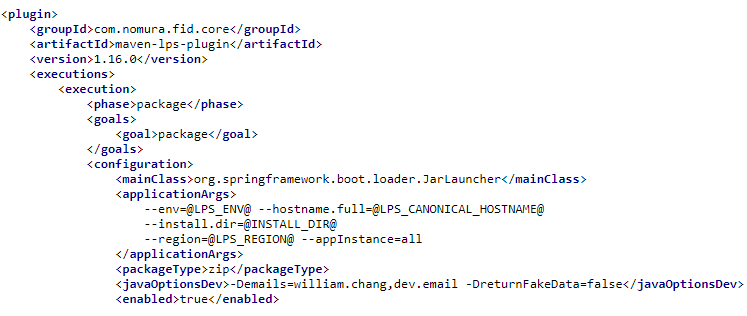 <plugin>
<groupId>com.nomura.fid.core</groupId>
<artifactId>maven-lps-plugin</artifactId>
<version>1.16.0</version>
<executions>
<execution>
<phase>package</phase>
<goals>
<goal>package</goal>
</goals>
<configuration>
<mainClass>org.springframework.boot.loader.JarLauncher</mainClass>
<applicationArgs>
--env=@LPS_ENV@ --hostname.full=@LPS_CANONICAL_HOSTNAME@
--install.dir=@INSTALL_DIR@
--region=@LPS_REGION@ --appInstance=all
</applicationArgs>
<packageType>zip</packageType>
<javaOptionsDev>-Demails=william.chang,dev.email -DreturnFakeData=false</javaOptionsDev>
<enabled>true</enabled>